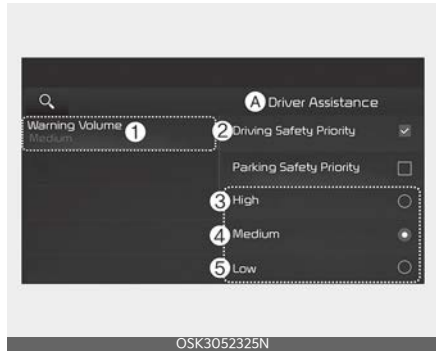 A Driver Assistance
Warning Volume
Medium
1
2 Driving Safety Priority
Parking Safety Priority
3 High
4 Medium
5 Low
OSK3052325N